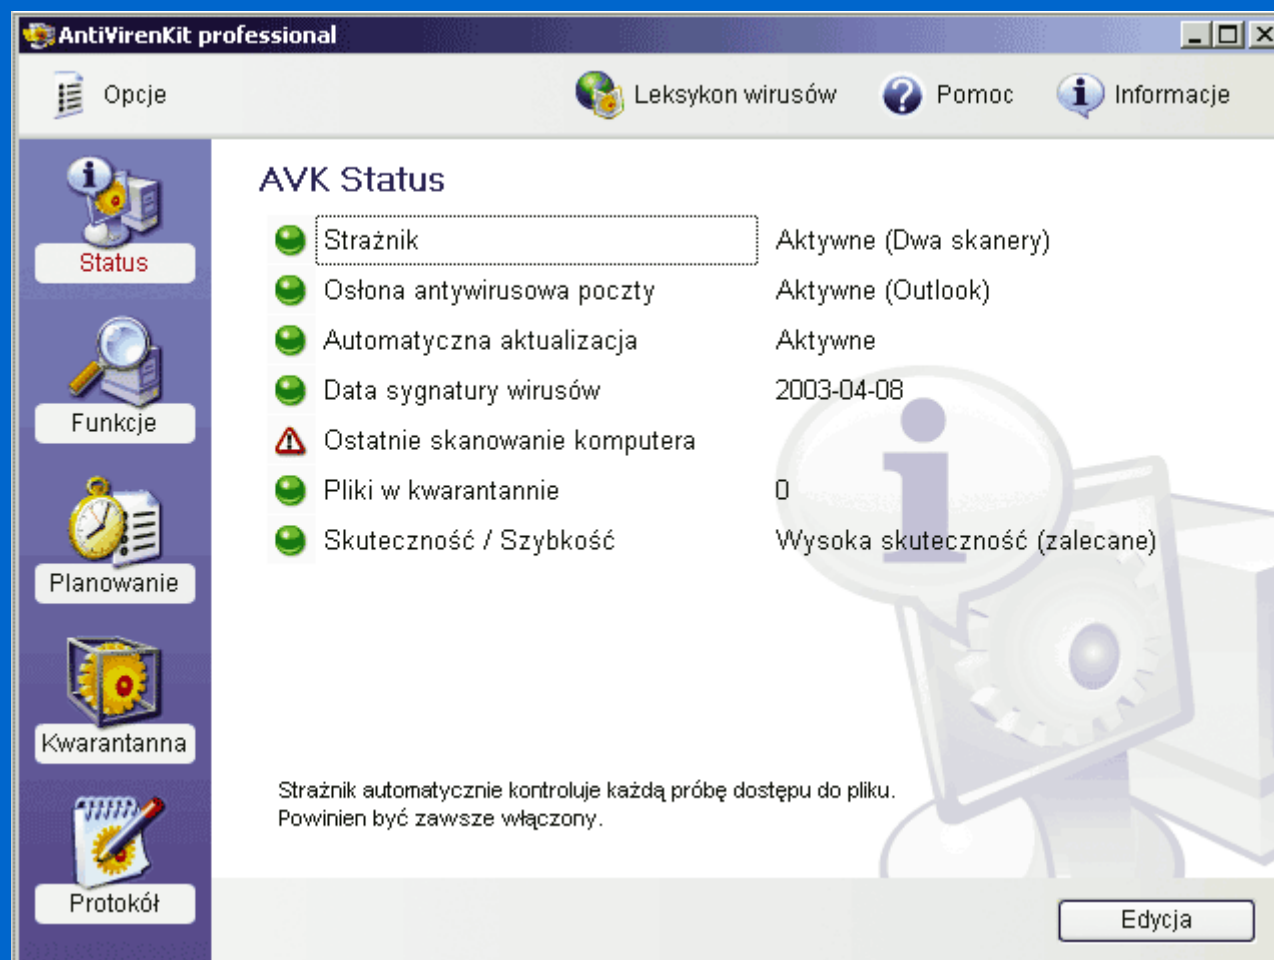 AntiVirenKit professional
Opcje
Leksykon wirusów
Pomoc
Informacje
Status
Funkcje
Planowanie
Kwarantanna
Protokół
AVK Status
Strażnik Aktywne (Dwa skanery)
Osłona antywirusowa poczty Aktywne (Outlook)
Automatyczna aktualizacja Aktywne
Data sygnatury wirusów 2003-04-08
Ostatnie skanowanie komputera
Pliki w kwarantannie 0
Skuteczność / Szybkość Wysoka skuteczność (zalecane)
Strażnik automatycznie kontroluje każdą próbę dostępu do pliku.
Powinien być zawsze włączony.
Edycja